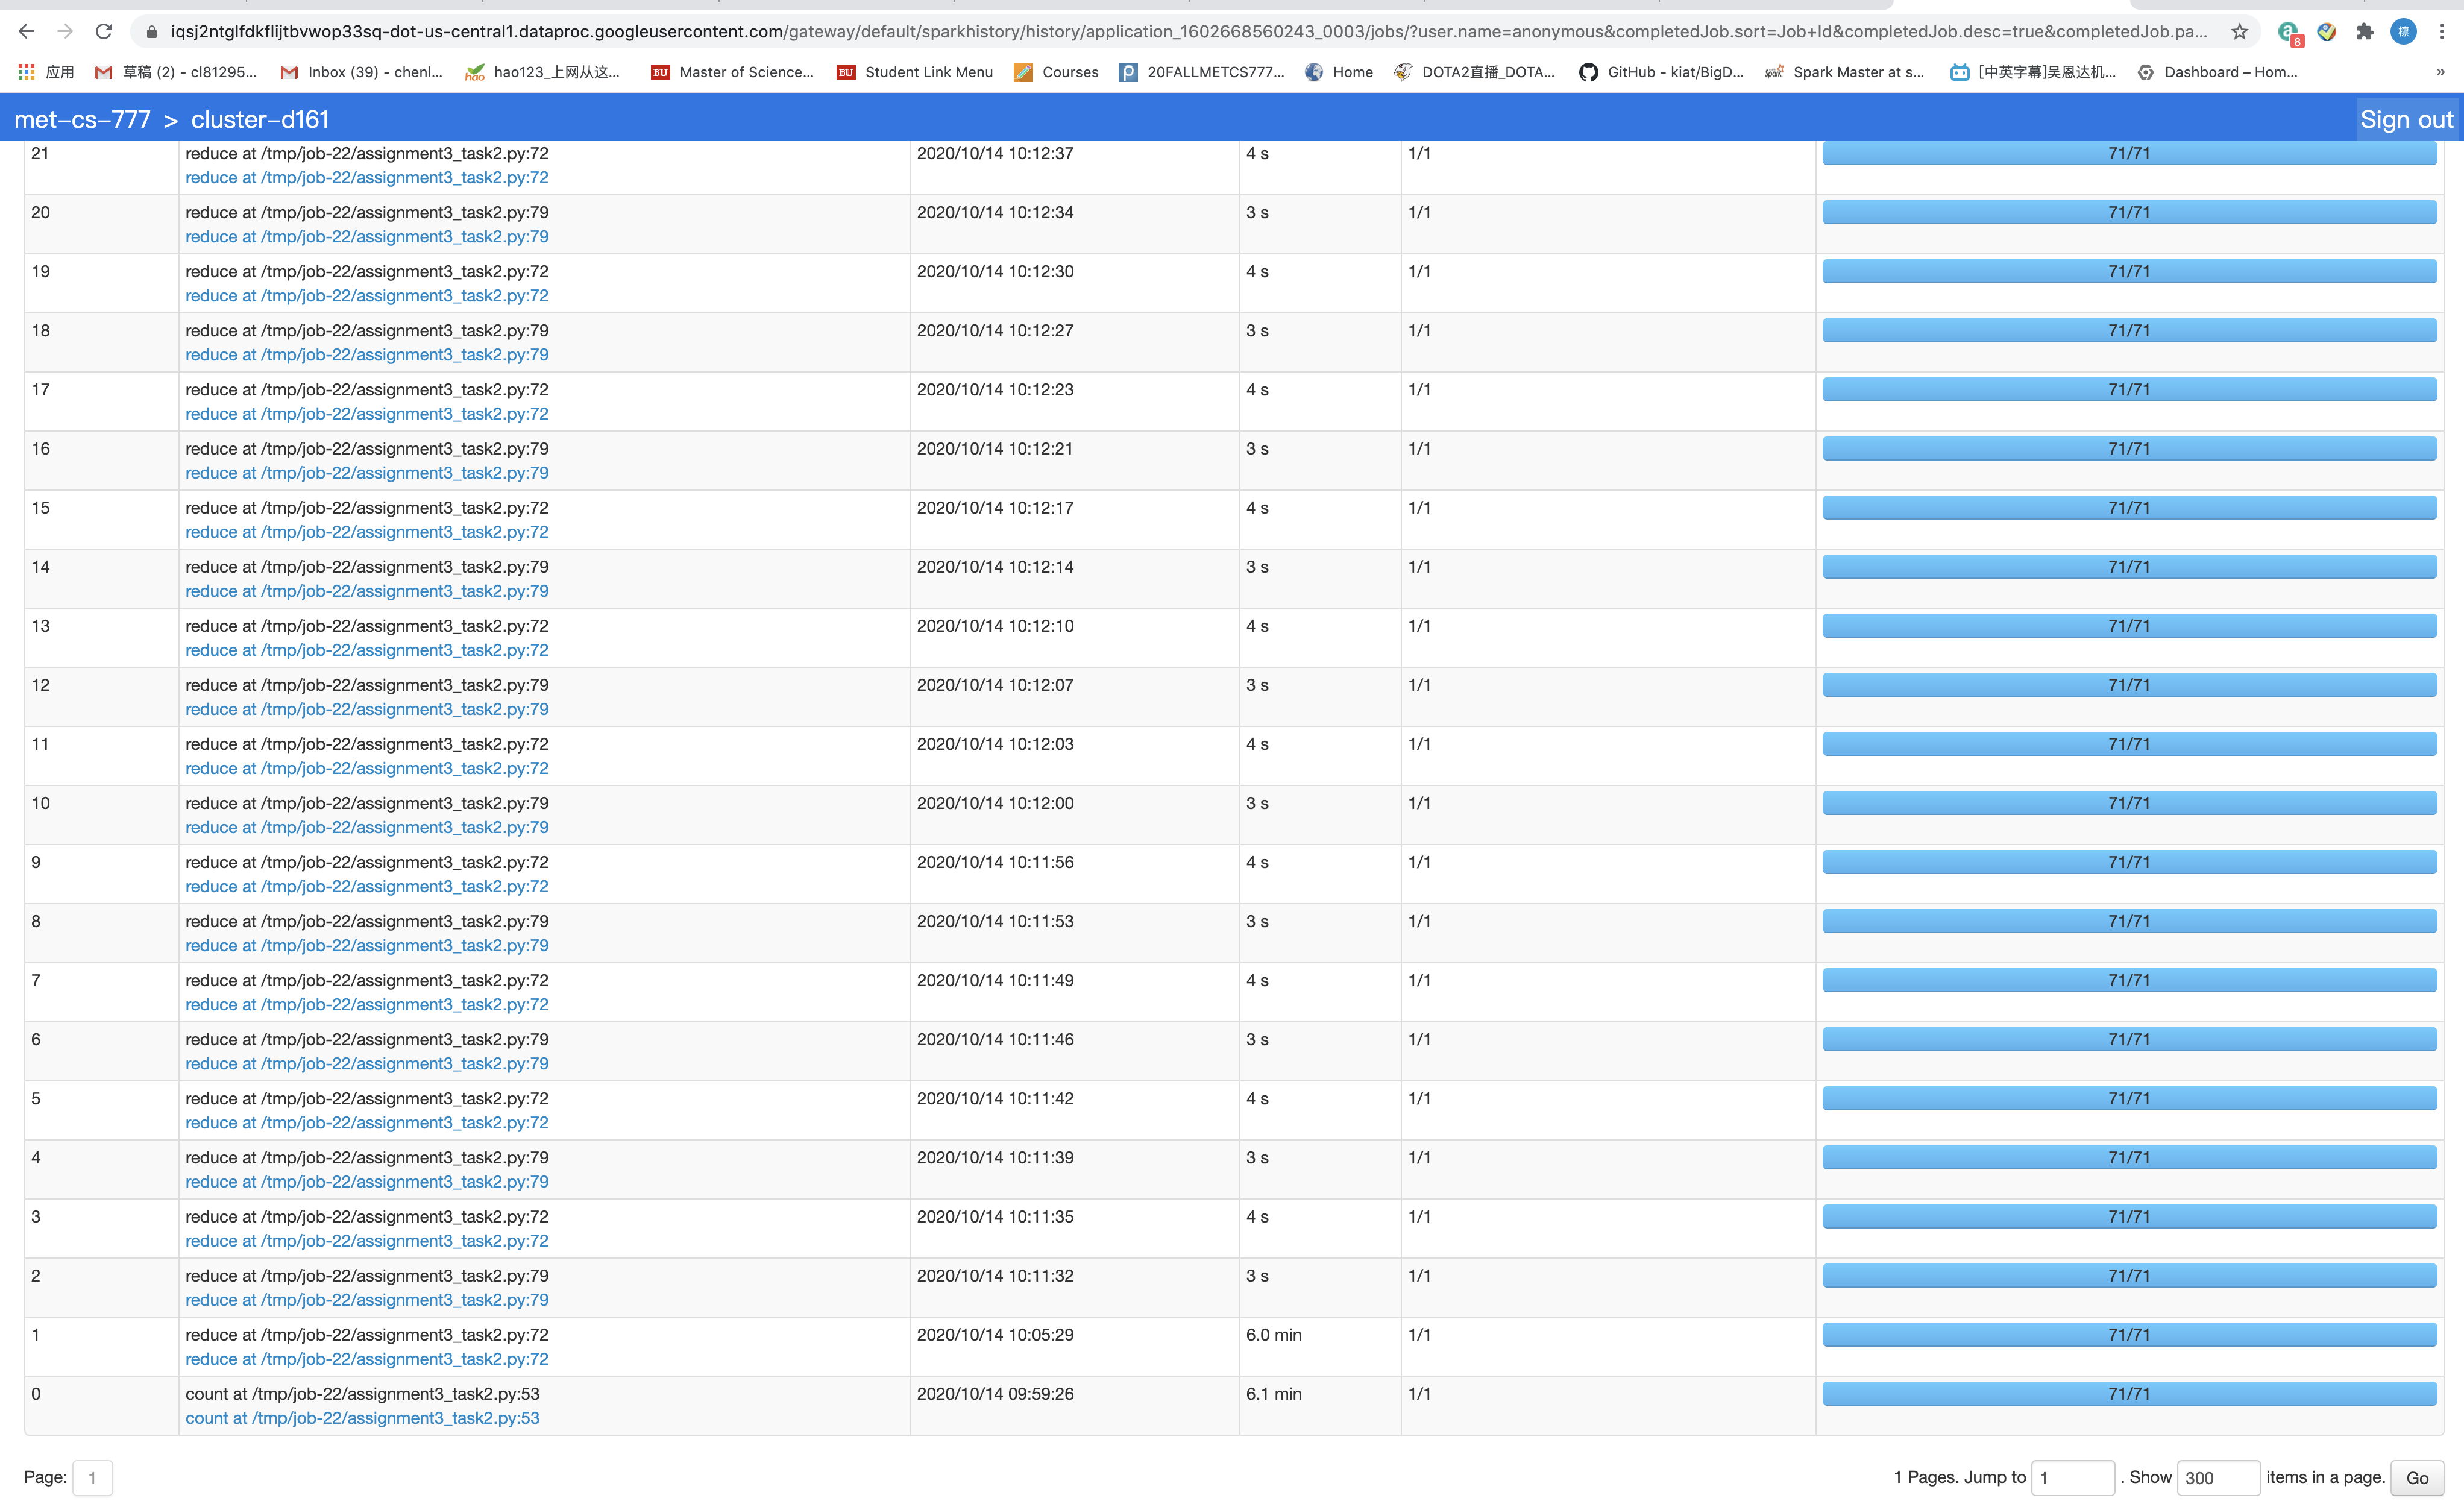 iqsj2ntglfdkflijtbvwop33sq-dot-us-central1.dataproc.googleusercontent.com/gateway/default/sparkhistory/history/application_1602668560243_0003/jobs/?user.name=anonymous&completedJob.sort=Job+Id&completedJob.desc=true&completedJob.pa... 8 標
应用 草稿 (2) - cl81295... Inbox (39) - chenl... hao123_上网从这... BU Master of Science... BU Student Link Menu Courses 20FALLMETCS777... Home DOTA2直播_DOTA... GitHub - kiat/BigD... Spark Master at s... [中英字幕]吴恩达机... Dashboard – Hom... »
met-cs-777 > cluster-d161 Sign out
21 reduce at /tmp/job-22/assignment3_task2.py:72 2020/10/14 10:12:37 4 s 1/1 71/71
reduce at /tmp/job-22/assignment3_task2.py:72
20 reduce at /tmp/job-22/assignment3_task2.py:79 2020/10/14 10:12:34 3 s 1/1 71/71
reduce at /tmp/job-22/assignment3_task2.py:79
19 reduce at /tmp/job-22/assignment3_task2.py:72 2020/10/14 10:12:30 4 s 1/1 71/71
reduce at /tmp/job-22/assignment3_task2.py:72
18 reduce at /tmp/job-22/assignment3_task2.py:79 2020/10/14 10:12:27 3 s 1/1 71/71
reduce at /tmp/job-22/assignment3_task2.py:79
17 reduce at /tmp/job-22/assignment3_task2.py:72 2020/10/14 10:12:23 4 s 1/1 71/71
reduce at /tmp/job-22/assignment3_task2.py:72
16 reduce at /tmp/job-22/assignment3_task2.py:79 2020/10/14 10:12:21 3 s 1/1 71/71
reduce at /tmp/job-22/assignment3_task2.py:79
15 reduce at /tmp/job-22/assignment3_task2.py:72 2020/10/14 10:12:17 4 s 1/1 71/71
reduce at /tmp/job-22/assignment3_task2.py:72
14 reduce at /tmp/job-22/assignment3_task2.py:79 2020/10/14 10:12:14 3 s 1/1 71/71
reduce at /tmp/job-22/assignment3_task2.py:79
13 reduce at /tmp/job-22/assignment3_task2.py:72 2020/10/14 10:12:10 4 s 1/1 71/71
reduce at /tmp/job-22/assignment3_task2.py:72
12 reduce at /tmp/job-22/assignment3_task2.py:79 2020/10/14 10:12:07 3 s 1/1 71/71
reduce at /tmp/job-22/assignment3_task2.py:79
11 reduce at /tmp/job-22/assignment3_task2.py:72 2020/10/14 10:12:03 4 s 1/1 71/71
reduce at /tmp/job-22/assignment3_task2.py:72
10 reduce at /tmp/job-22/assignment3_task2.py:79 2020/10/14 10:12:00 3 s 1/1 71/71
reduce at /tmp/job-22/assignment3_task2.py:79
9 reduce at /tmp/job-22/assignment3_task2.py:72 2020/10/14 10:11:56 4 s 1/1 71/71
reduce at /tmp/job-22/assignment3_task2.py:72
8 reduce at /tmp/job-22/assignment3_task2.py:79 2020/10/14 10:11:53 3 s 1/1 71/71
reduce at /tmp/job-22/assignment3_task2.py:79
7 reduce at /tmp/job-22/assignment3_task2.py:72 2020/10/14 10:11:49 4 s 1/1 71/71
reduce at /tmp/job-22/assignment3_task2.py:72
6 reduce at /tmp/job-22/assignment3_task2.py:79 2020/10/14 10:11:46 3 s 1/1 71/71
reduce at /tmp/job-22/assignment3_task2.py:79
5 reduce at /tmp/job-22/assignment3_task2.py:72 2020/10/14 10:11:42 4 s 1/1 71/71
reduce at /tmp/job-22/assignment3_task2.py:72
4 reduce at /tmp/job-22/assignment3_task2.py:79 2020/10/14 10:11:39 3 s 1/1 71/71
reduce at /tmp/job-22/assignment3_task2.py:79
3 reduce at /tmp/job-22/assignment3_task2.py:72 2020/10/14 10:11:35 4 s 1/1 71/71
reduce at /tmp/job-22/assignment3_task2.py:72
2 reduce at /tmp/job-22/assignment3_task2.py:79 2020/10/14 10:11:32 3 s 1/1 71/71
reduce at /tmp/job-22/assignment3_task2.py:79
1 reduce at /tmp/job-22/assignment3_task2.py:72 2020/10/14 10:05:29 6.0 min 1/1 71/71
reduce at /tmp/job-22/assignment3_task2.py:72
0 count at /tmp/job-22/assignment3_task2.py:53 2020/10/14 09:59:26 6.1 min 1/1 71/71
count at /tmp/job-22/assignment3_task2.py:53
Page: 1 1 Pages. Jump to 1 . Show 300 items in a page. Go